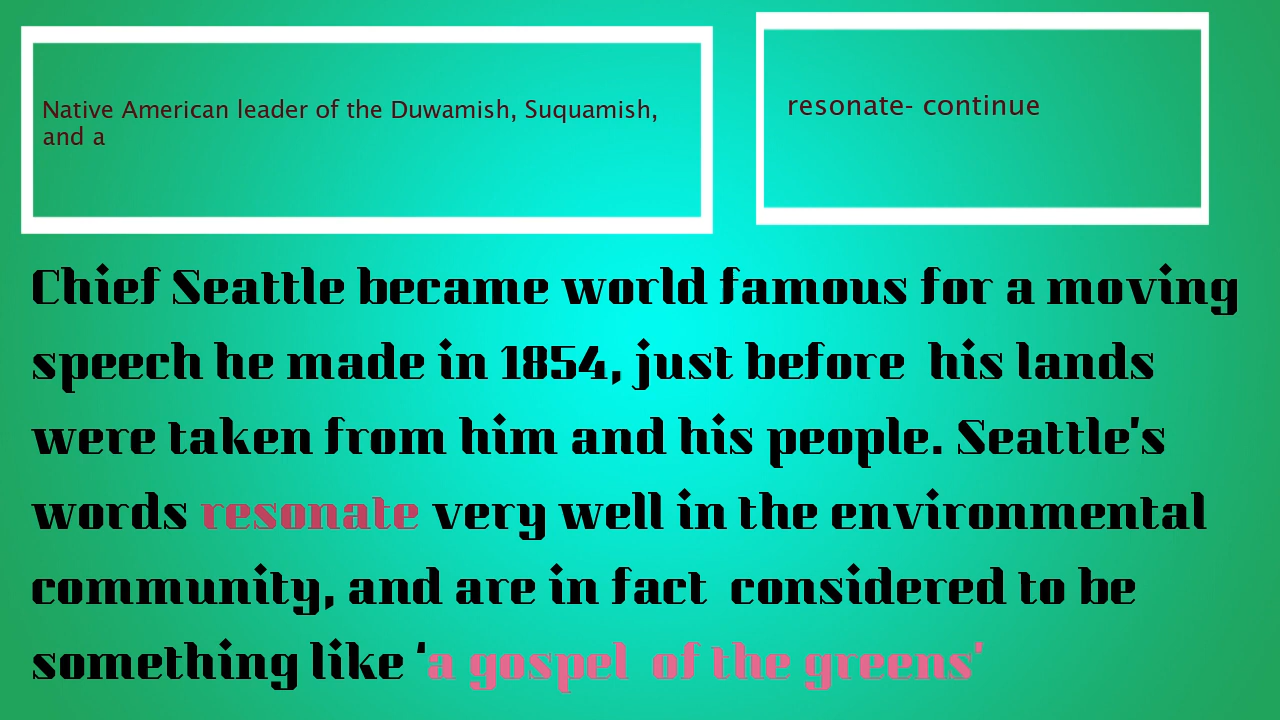 Native American leader of the Duwamish, Suquamish,
and a
resonate- continue
Chief Seattle became world famous for a moving
speech he made in 1854, just before his lands
were taken from him and his people. Seattle's
words resonate very well in the environmental
community, and are in fact considered to be
something like 'a gospel of the greens'